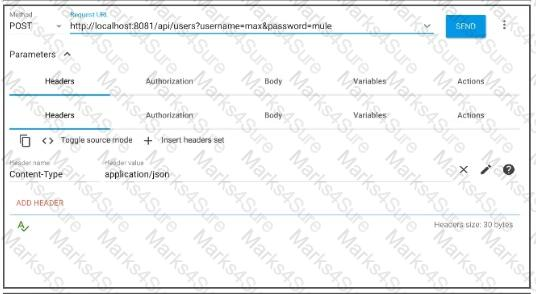 Method
Request URL
POST
http://localhost:8081/api/users?username=max&password=mule
SEND
Parameters
Headers Authorization Body Variables Actions
Headers Authorization Body Variables Actions
<> Toggle source mode + Insert headers set
Header name Header value
Content-Type application/json
ADD HEADER
Headers size: 30 bytes
Marks4Sure